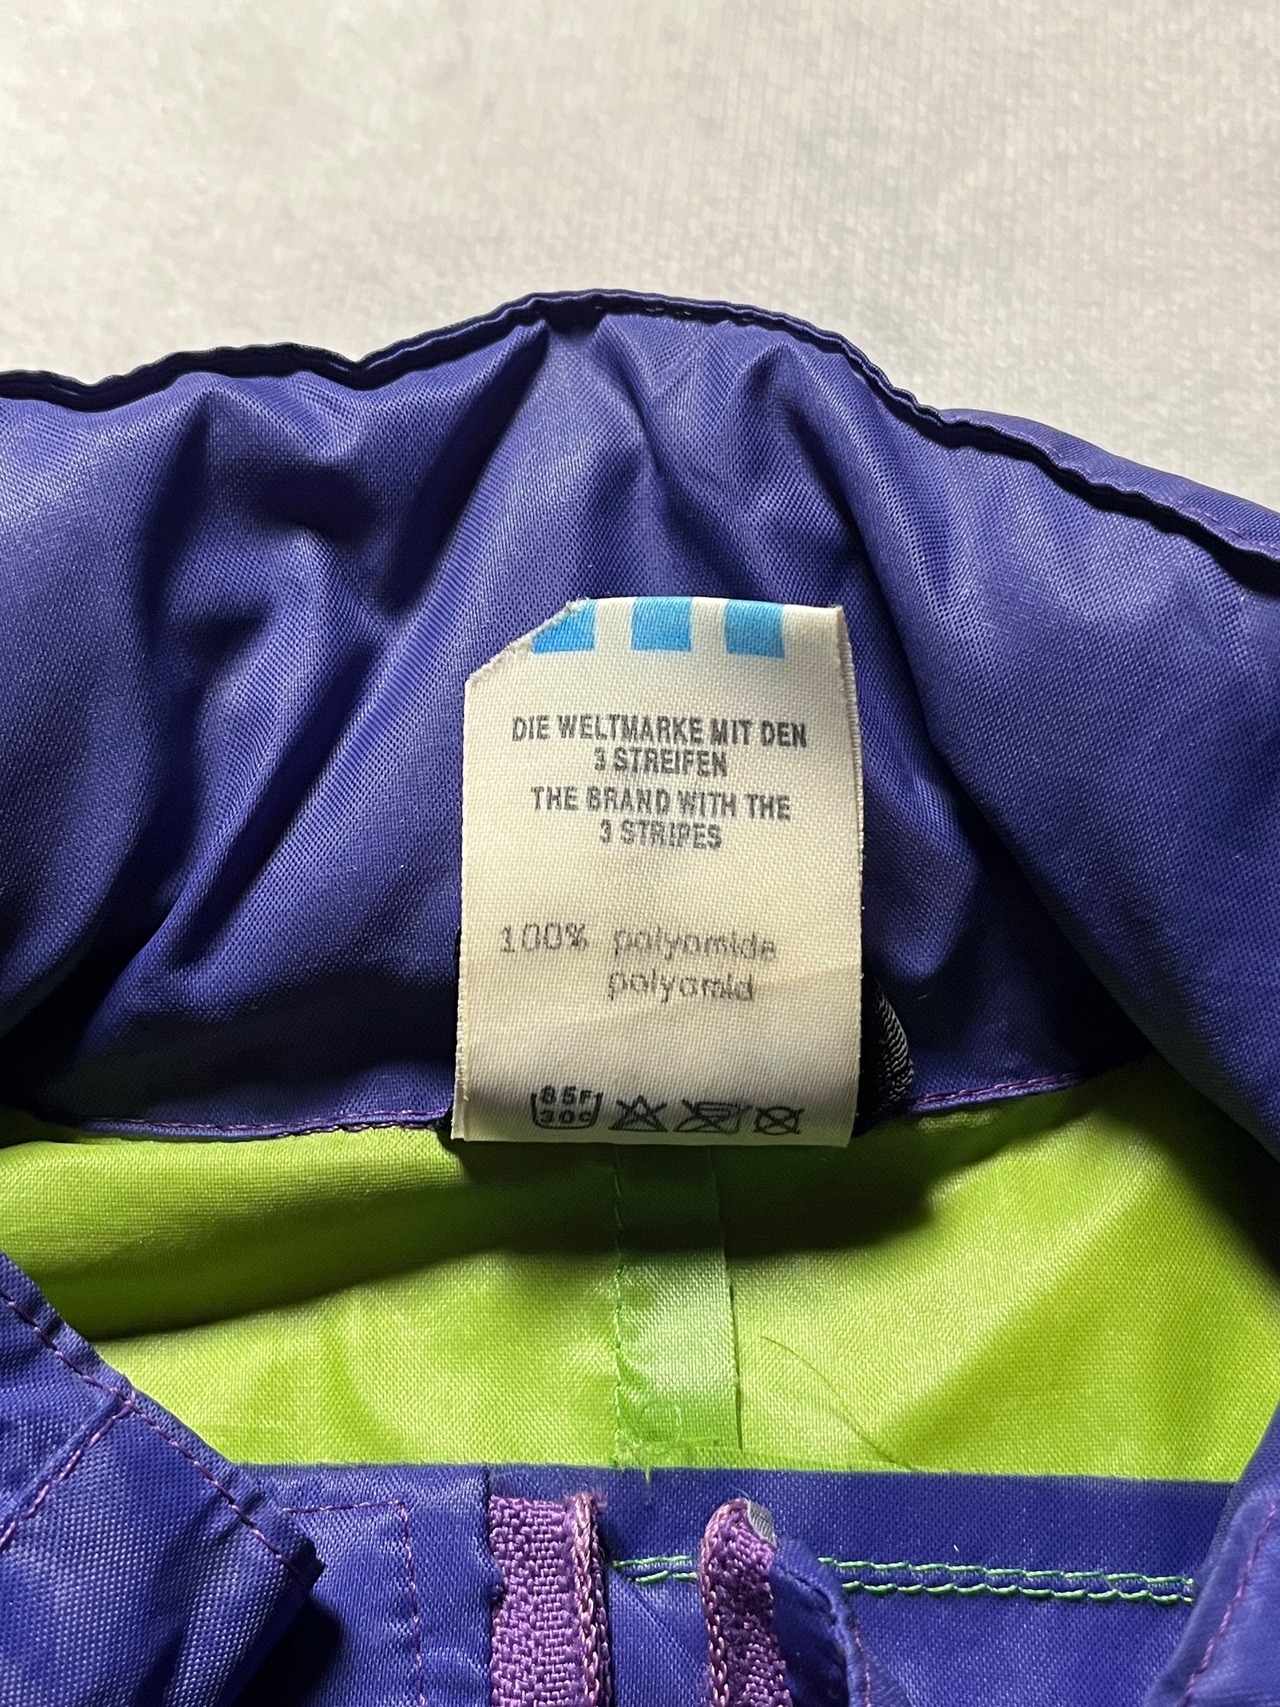 DIE WELTMARKE MIT DEN
3 STREIFEN
THE BRAND WITH THE
3 STRIPES
100% polyamide
polyamid
85F
30c